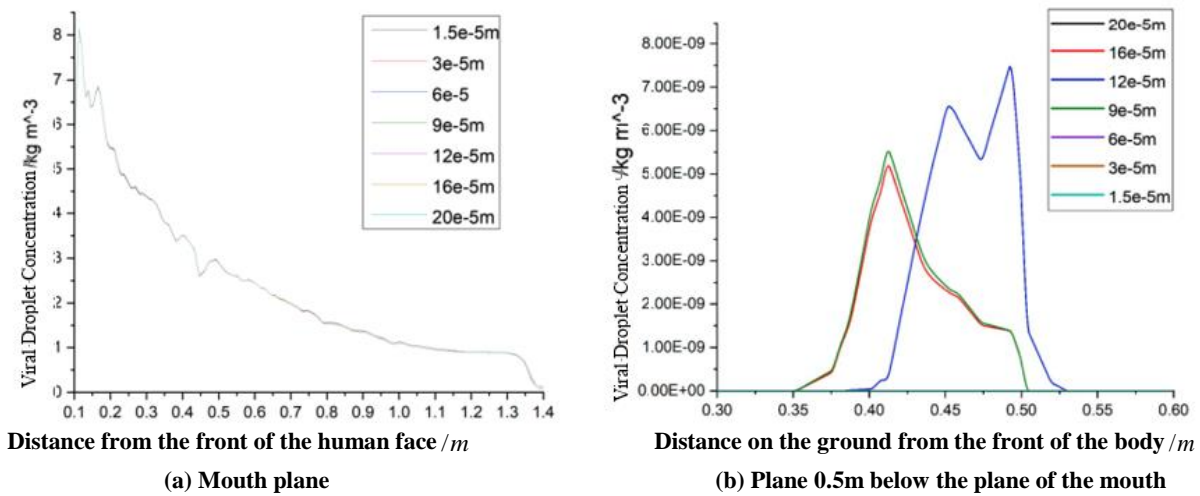 Viral Droplet Concentration /kg m^-3
8
7
6
5
4
3
2
1
0
0.1 0.2 0.3 0.4 0.5 0.6 0.7 0.8 0.9 1.0 1.1 1.2 1.3 1.4
1.5e-5m
3e-5m
6e-5
9e-5m
12e-5m
16e-5m
20e-5m
Distance from the front of the human face /m
(a) Mouth plane
Viral Droplet Concentration /kg m^-3
8.00E-09
7.00E-09
6.00E-09
5.00E-09
4.00E-09
3.00E-09
2.00E-09
1.00E-09
0.00E+00
0.30 0.35 0.40 0.45 0.50 0.55 0.60
20e-5m
16e-5m
12e-5m
9e-5m
6e-5m
3e-5m
1.5e-5m
Distance on the ground from the front of the body /m
(b) Plane 0.5m below the plane of the mouth